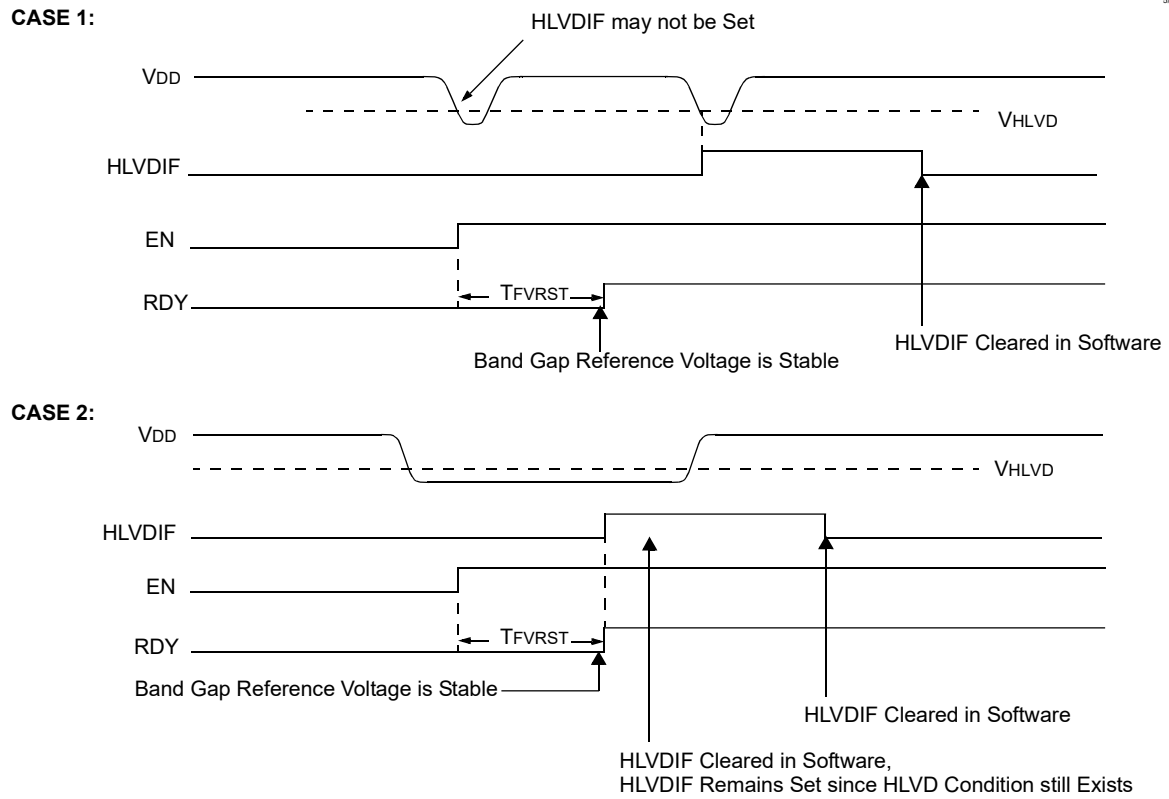 CASE 1:
HLVDIF may not be Set
VDD
VHLVD
HLVDIF
EN
TFVRST
RDY
HLVDIF Cleared in Software
Band Gap Reference Voltage is Stable
CASE 2:
VDD
VHLVD
HLVDIF
EN
TFVRST
RDY
Band Gap Reference Voltage is Stable
HLVDIF Cleared in Software
HLVDIF Cleared in Software,
HLVDIF Remains Set since HLVD Condition still Exists